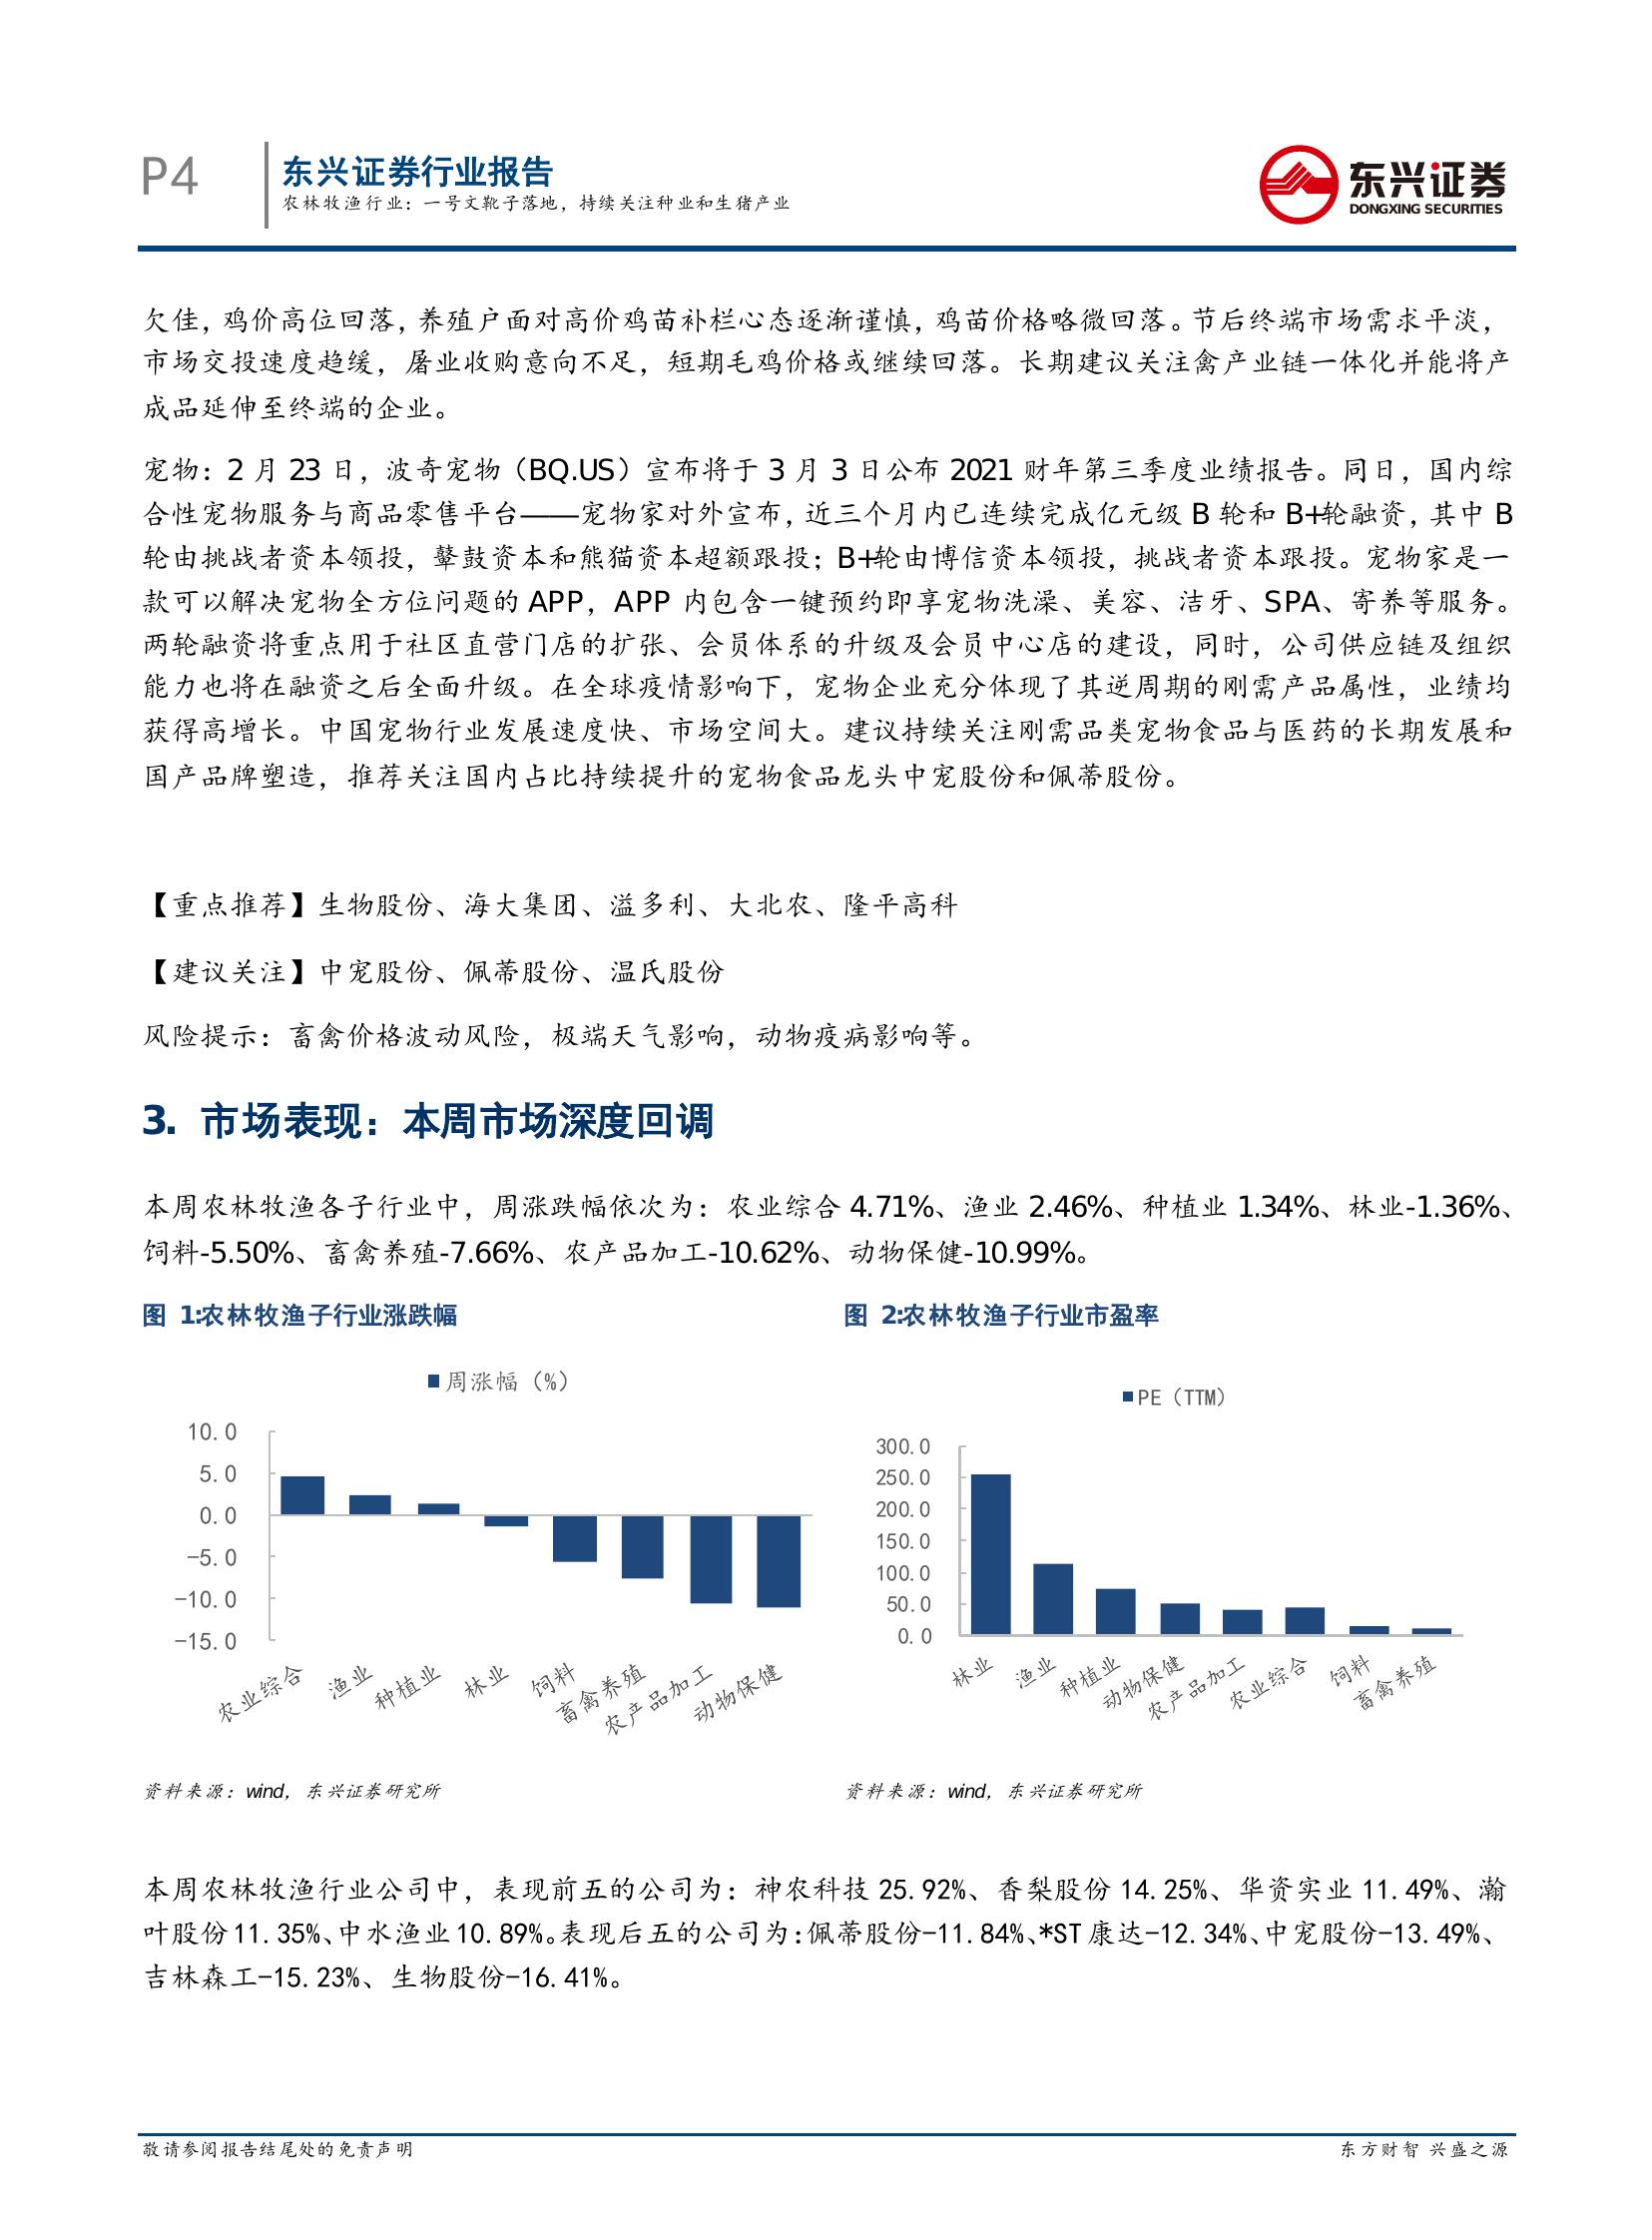 P4
东兴证券行业报告
农林牧渔行业：一号文靴子落地，持续关注种业和生猪产业
东兴证券
DONGXING SECURITIES
欠佳，鸡价高位回落，养殖户面对高价鸡苗补栏心态逐渐谨慎，鸡苗价格略微回落。节后终端市场需求平淡，
市场交投速度趋缓，屠业收购意向不足，短期毛鸡价格或继续回落。长期建议关注禽产业链一体化并能将产
成品延伸至终端的企业。
宠物：2 月 23 日，波奇宠物（BQ.US）宣布将于 3 月 3 日公布 2021 财年第三季度业绩报告。同日，国内综
合性宠物服务与商品零售平台——宠物家对外宣布，近三个月内已连续完成亿元级 B 轮和 B+轮融资，其中 B
轮由挑战者资本领投，鼙鼓资本和熊猫资本超额跟投；B+轮由博信资本领投，挑战者资本跟投。宠物家是一
款可以解决宠物全方位问题的 APP，APP 内包含一键预约即享宠物洗澡、美容、洁牙、SPA、寄养等服务。
两轮融资将重点用于社区直营门店的扩张、会员体系的升级及会员中心店的建设，同时，公司供应链及组织
能力也将在融资之后全面升级。在全球疫情影响下，宠物企业充分体现了其逆周期的刚需产品属性，业绩均
获得高增长。中国宠物行业发展速度快、市场空间大。建议持续关注刚需品类宠物食品与医药的长期发展和
国产品牌塑造，推荐关注国内占比持续提升的宠物食品龙头中宠股份和佩蒂股份。
【重点推荐】生物股份、海大集团、溢多利、大北农、隆平高科
【建议关注】中宠股份、佩蒂股份、温氏股份
风险提示：畜禽价格波动风险，极端天气影响，动物疫病影响等。
3. 市场表现：本周市场深度回调
本周农林牧渔各子行业中，周涨跌幅依次为：农业综合 4.71%、渔业 2.46%、种植业 1.34%、林业-1.36%、
饲料-5.50%、畜禽养殖-7.66%、农产品加工-10.62%、动物保健-10.99%。
图 1:农林牧渔子行业涨跌幅
周涨幅（%）
10.0
5.0
0.0
-5.0
-10.0
-15.0
农业综合
渔业
种植业
林业
饲料
畜禽养殖
农产品加工
动物保健
资料来源：wind，东兴证券研究所
图 2:农林牧渔子行业市盈率
PE（TTM）
300.0
250.0
200.0
150.0
100.0
50.0
0.0
林业
渔业
种植业
动物保健
农产品加工
农业综合
饲料
畜禽养殖
资料来源：wind，东兴证券研究所
本周农林牧渔行业公司中，表现前五的公司为：神农科技 25.92%、香梨股份 14.25%、华资实业 11.49%、瀚
叶股份 11.35%、中水渔业 10.89%。表现后五的公司为：佩蒂股份-11.84%、*ST 康达-12.34%、中宠股份-13.49%、
吉林森工-15.23%、生物股份-16.41%。
敬请参阅报告结尾处的免责声明
东方财智 兴盛之源